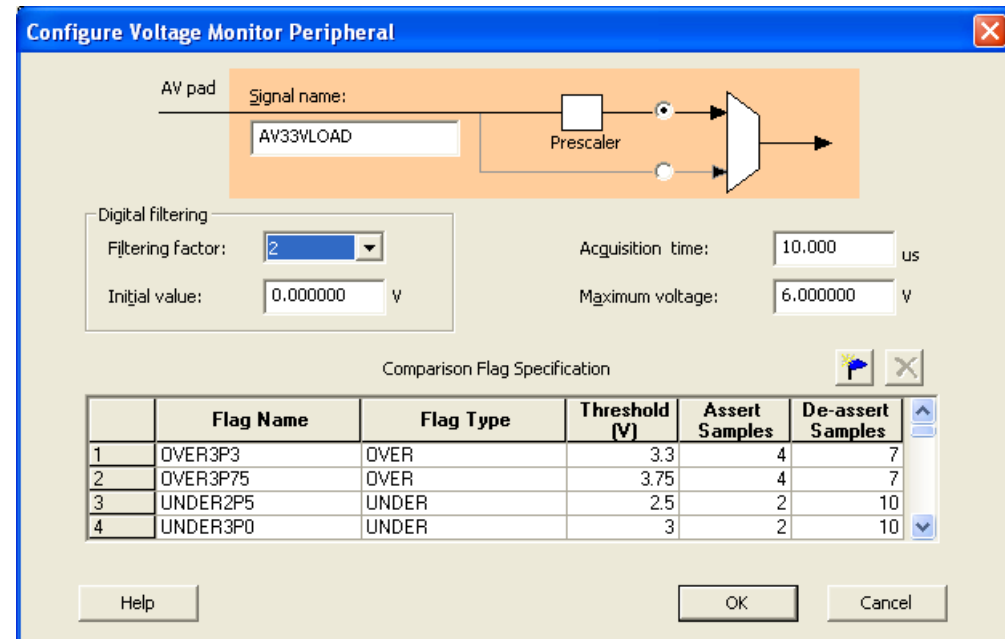 Configure Voltage Monitor Peripheral
AV pad
Signal name:
AV33VLOAD
Prescaler
Digital filtering
Filtering factor: 2
Initial value: 0.000000 V
Acquisition time: 10.000 us
Maximum voltage: 6.000000 V
Comparison Flag Specification
Flag Name Flag Type Threshold (V) Assert Samples De-assert Samples
1 OVER3P3 OVER 3.3 4 7
2 OVER3P75 OVER 3.75 4 7
3 UNDER2P5 UNDER 2.5 2 10
4 UNDER3P0 UNDER 3 2 10
Help OK Cancel